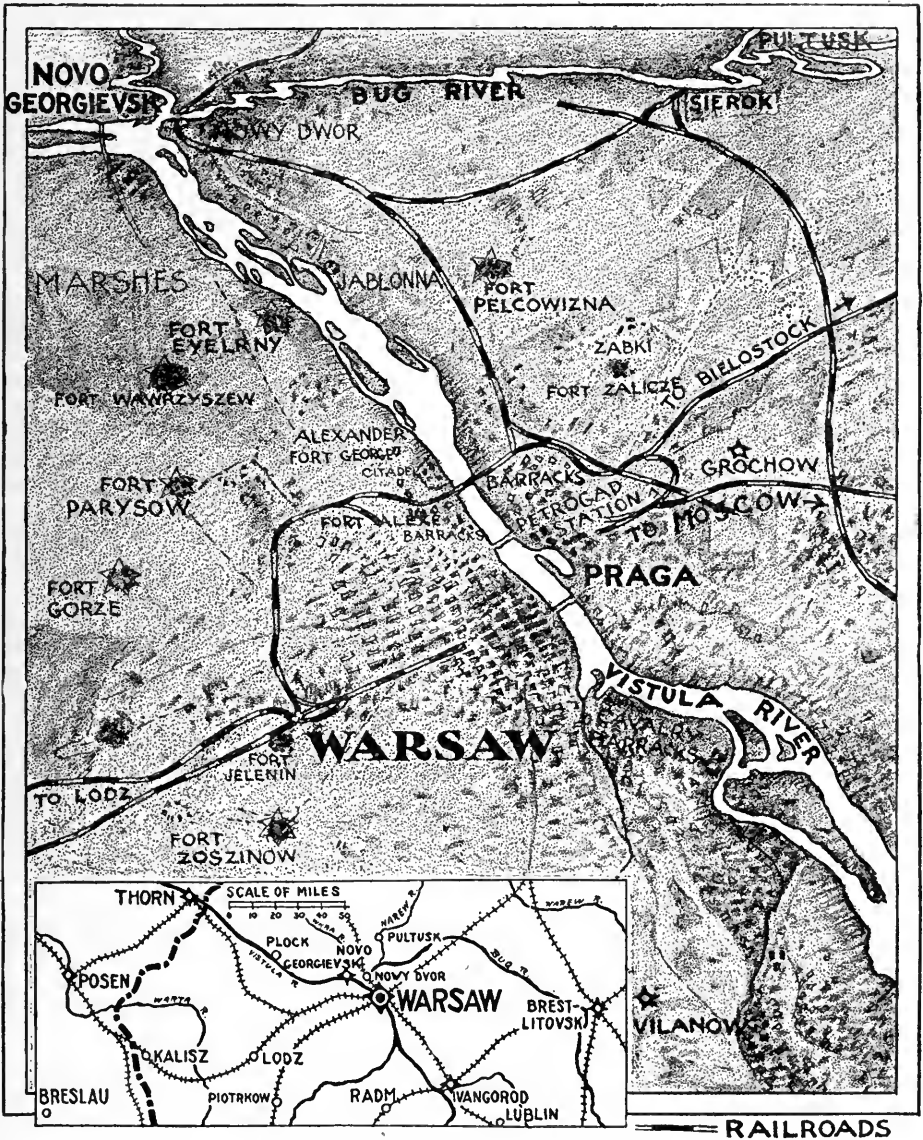 PULTUSK
NOVO
GEORGIEVSK
BUG RIVER
SIEROK
NOWY DWOR
MARSHES
JABLONNA
FORT
PELCOWIZNA
FORT
EYELRNY
ZABKI
FORT ZALICZE
TO BIELOSTOCK
FORT WAWRZYSZEW
ALEXANDER
FORT GEORGE
CITADEL
GROCHOW
BARRACKS
FORT
PARYSOW
PETROGAD
STATION
TO MOSCOW
FORT ALEXE
BARRACKS
PRAGA
FORT
GORZE
VISTULA RIVER
CAVALRY
BARRACKS
WARSAW
FORT
JELENIN
TO LODZ
FORT
ZOSZINOW
VILANOW
THORN
SCALE OF MILES
0 10 20 30 40 50
NAREW R.
NAREW R.
PLOCK
PULTUSK
NOVO
GEORGIEVSK
VISTULA R.
BUG R.
POSEN
NOWY DVOR
WARSAW
WARTA R.
BREST-
LITOVSK
KALISZ
LODZ
BRESLAU
PIOTRKOW
RADM
IVANGOROD
LUBLIN
RAILROADS